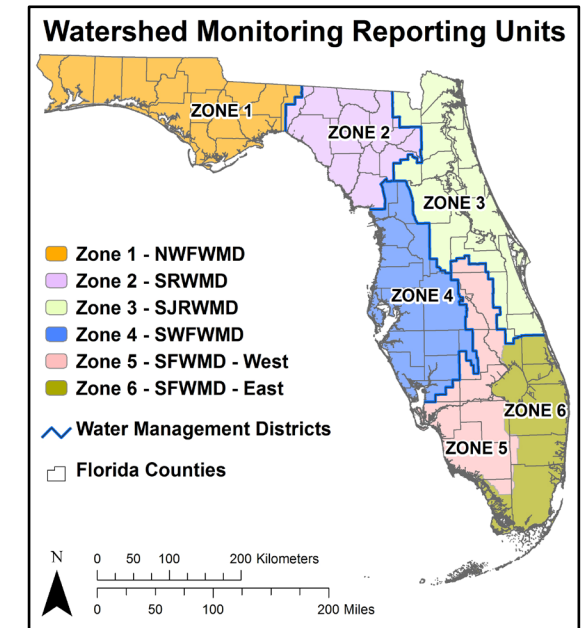 Watershed Monitoring Reporting Units
ZONE 1
ZONE 2
ZONE 3
Zone 1 - NWFWMD
Zone 2 - SRWMD
Zone 3 - SJRWMD
Zone 4 - SWFWMD
Zone 5 - SFWMD - West
Zone 6 - SFWMD - East
ZONE 4
ZONE 6
Water Management Districts
ZONE 5
Florida Counties
N
0 50 100 200 Kilometers
0 50 100 200 Miles